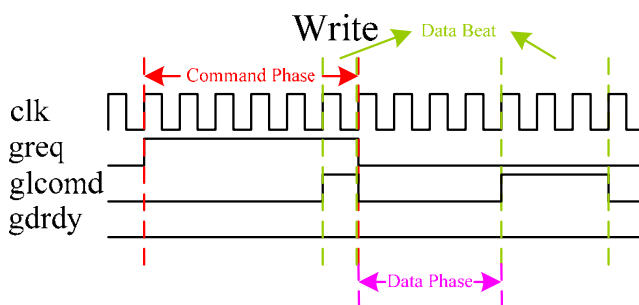 Write
Data Beat
Command Phase
clk
greq
glcomd
gdrdy
Data Phase